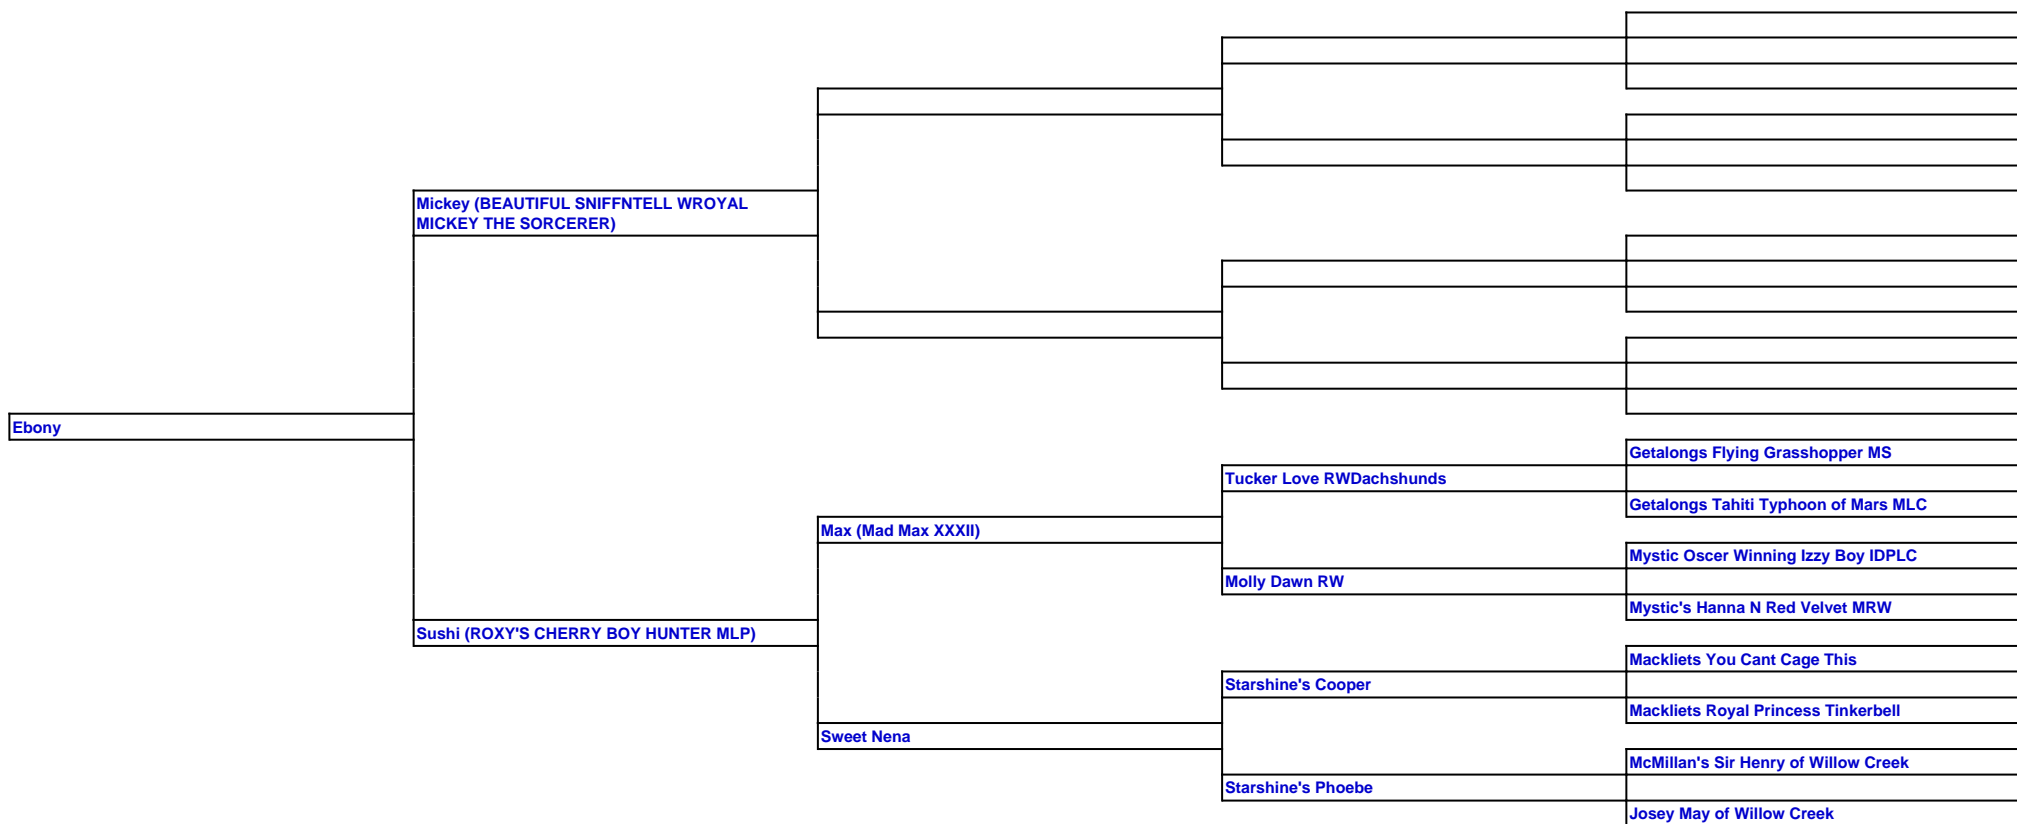 Mickey (BEAUTIFUL SNIFFNTELL WROYAL
MICKEY THE SORCERER)
Ebony
Getalongs Flying Grasshopper MS
Tucker Love RWDachshunds
Getalongs Tahiti Typhoon of Mars MLC
Max (Mad Max XXXII)
Mystic Oscer Winning Izzy Boy IDPLC
Molly Dawn RW
Mystic's Hanna N Red Velvet MRW
Sushi (ROXY'S CHERRY BOY HUNTER MLP)
Mackliets You Cant Cage This
Starshine's Cooper
Mackliets Royal Princess Tinkerbell
Sweet Nena
McMillan's Sir Henry of Willow Creek
Starshine's Phoebe
Josey May of Willow Creek